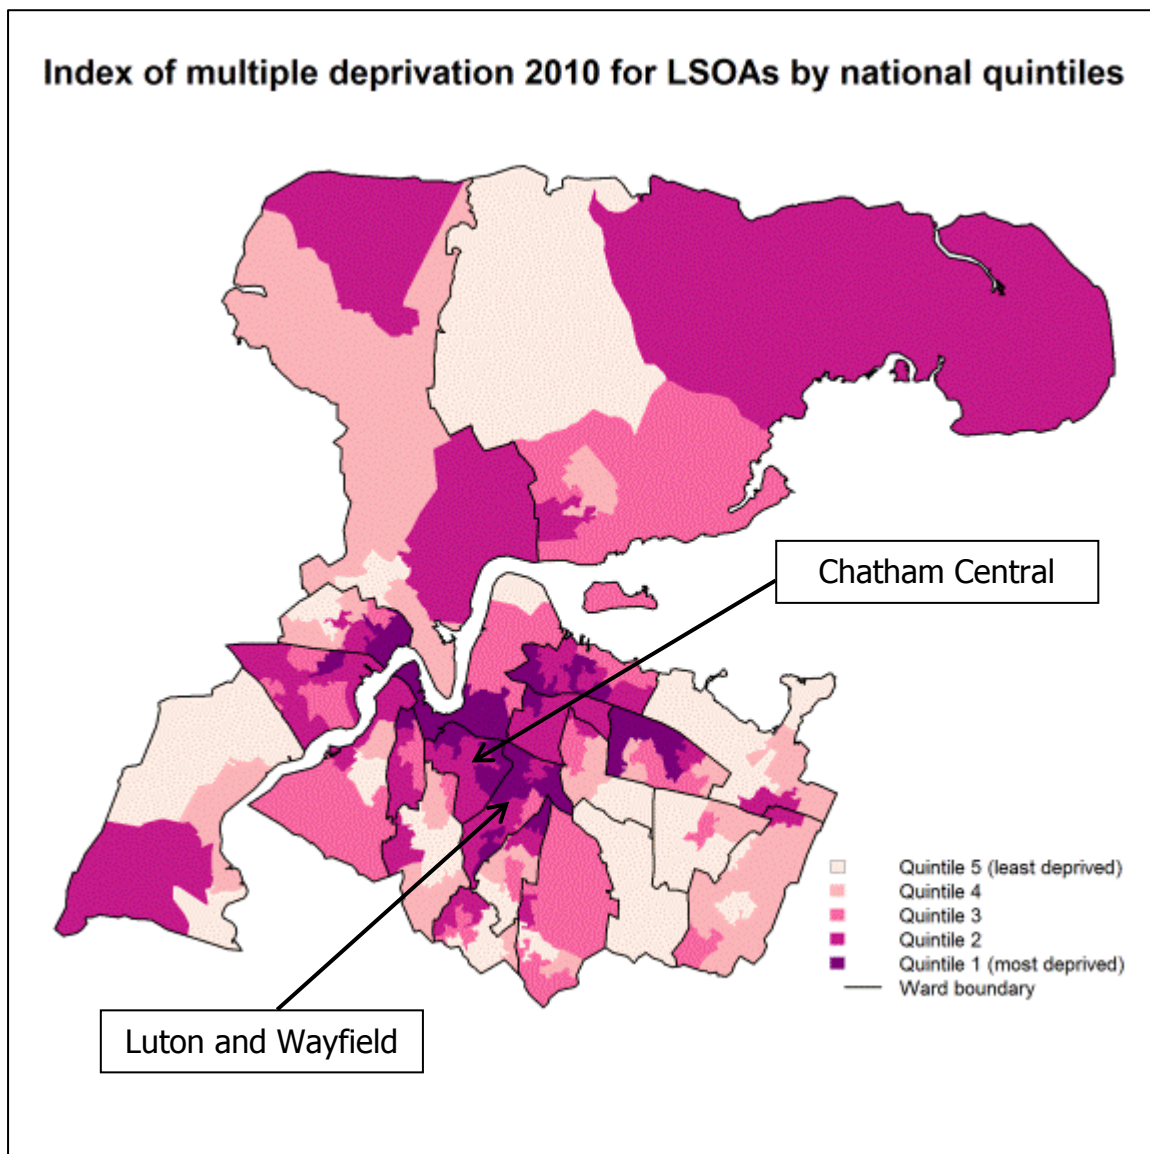 Index of multiple deprivation 2010 for LSOAs by national quintiles
Chatham Central
Quintile 5 (least deprived)
Quintile 4
Quintile 3
Quintile 2
Quintile 1 (most deprived)
Ward boundary
Luton and Wayfield